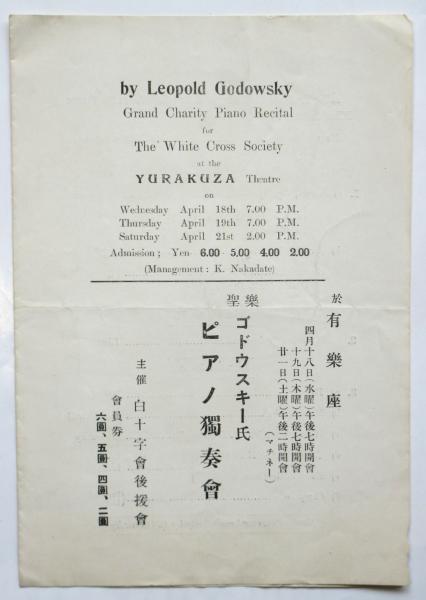 by Leopold Godowsky
Grand Charity Piano Recital
for
The White Cross Society
at the
YURAKUZA Theatre
on
Wednesday April 18th 7.00 P.M.
Thursday April 19th 7.00 P.M.
Saturday April 21st 2.00 P.M.
Admission; Yen 6.00 5.00 4.00 2.00
(Management: K. Nakadate)
於
有樂座
四月十八日(水曜)午後七時開會
十九日(木曜)午後七時開會
廿一日(土曜)午後二時開會
(マチネー)
樂聖
ゴドウスキー氏
ピアノ獨奏會
主催 白十字會後援會
會員券
六圓、五圓、四圓、二圓